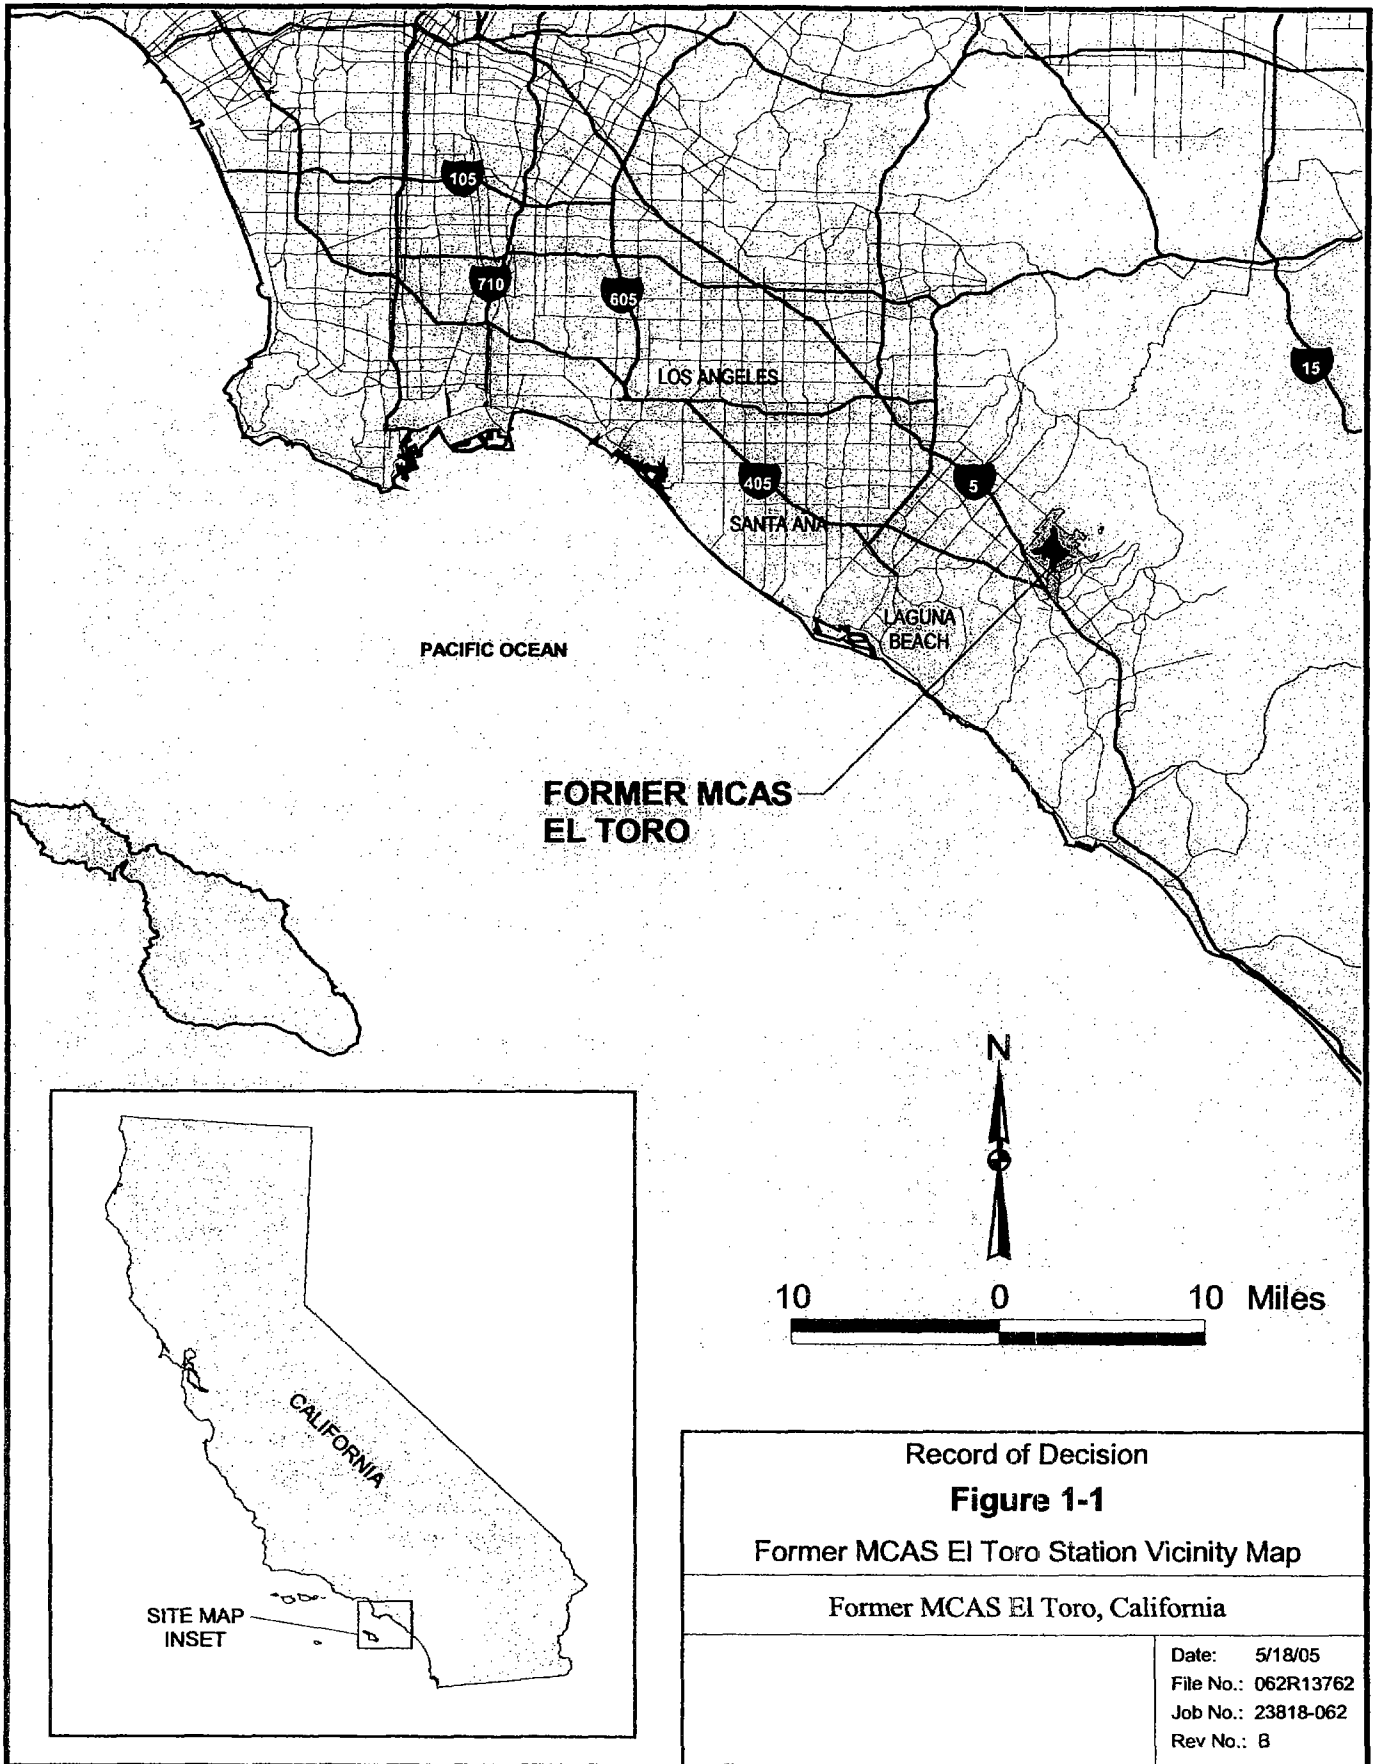 105
710
605
15
LOS ANGELES
405
5
SANTA ANA
LAGUNA
BEACH
PACIFIC OCEAN
FORMER MCAS
EL TORO
N
10 0 10 Miles
CALIFORNIA
SITE MAP
INSET
Record of Decision
Figure 1-1
Former MCAS El Toro Station Vicinity Map
Former MCAS El Toro, California
Date: 5/18/05
File No.: 062R13762
Job No.: 23818-062
Rev No.: B